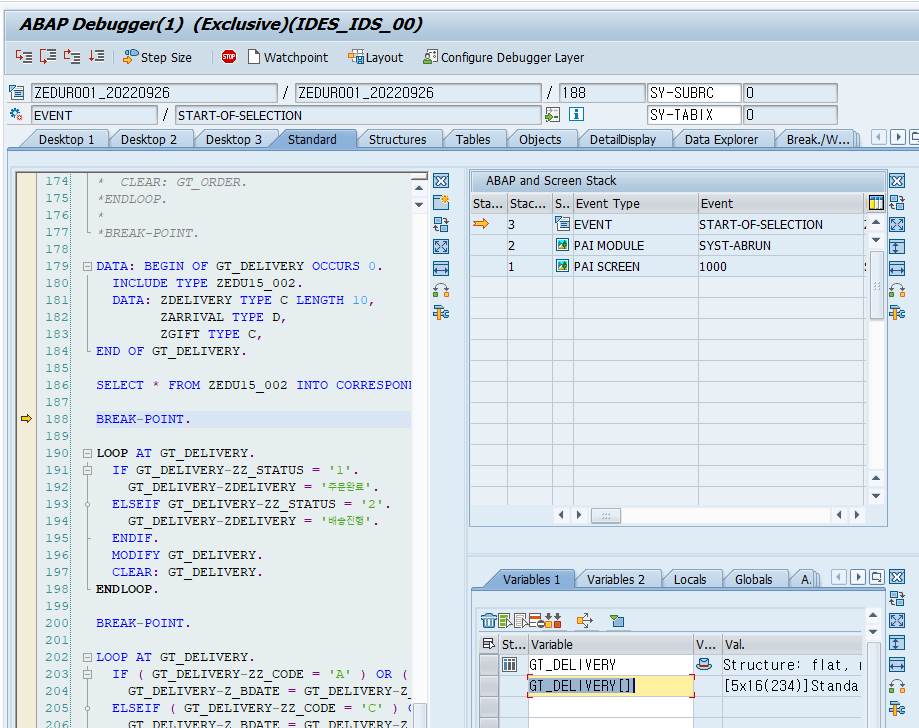 ABAP Debugger(1)  (Exclusive)(IDES_IDS_00)
Step Size Watchpoint Layout Configure Debugger Layer
ZEDUR001_20220926 / ZEDUR001_20220926 / 188 SY-SUBRC 0
EVENT / START-OF-SELECTION SY-TABIX 0
Desktop 1 Desktop 2 Desktop 3 Standard Structures Tables Objects DetailDisplay Data Explorer Break./W...
174 *  CLEAR: GT_ORDER.
175 *ENDLOOP.
176 *
177 *BREAK-POINT.
178
179 DATA: BEGIN OF GT_DELIVERY OCCURS 0.
180 INCLUDE TYPE ZEDU15_002.
181 DATA: ZDELIVERY TYPE C LENGTH 10,
182 ZARRIVAL TYPE D,
183 ZGIFT TYPE C,
184 END OF GT_DELIVERY.
185
186 SELECT * FROM ZEDU15_002 INTO CORRESPON
187
188 BREAK-POINT.
189
190 LOOP AT GT_DELIVERY.
191 IF GT_DELIVERY-ZZ_STATUS = '1'.
192 GT_DELIVERY-ZDELIVERY = '주문완료'.
193 ELSEIF GT_DELIVERY-ZZ_STATUS = '2'.
194 GT_DELIVERY-ZDELIVERY = '배송진행'.
195 ENDIF.
196 MODIFY GT_DELIVERY.
197 CLEAR: GT_DELIVERY.
198 ENDLOOP.
199
200 BREAK-POINT.
201
202 LOOP AT GT_DELIVERY.
203 IF ( GT_DELIVERY-ZZ_CODE = 'A' ) OR (
204 GT_DELIVERY-Z_BDATE = GT_DELIVERY-Z_
205 ELSEIF ( GT_DELIVERY-ZZ_CODE = 'C' ) 
206 GT_DELIVERY-Z_BDATE = GT_DELIVERY-Z_
ABAP and Screen Stack
Sta... Stac... S.. Event Type Event
3 EVENT START-OF-SELECTION
2 PAI MODULE SYST-ABRUN
1 PAI SCREEN 1000
Variables 1 Variables 2 Locals Globals A.
St... Variable V... Val.
GT_DELIVERY Structure: flat,
GT_DELIVERY[] [5x16(234)]Standa